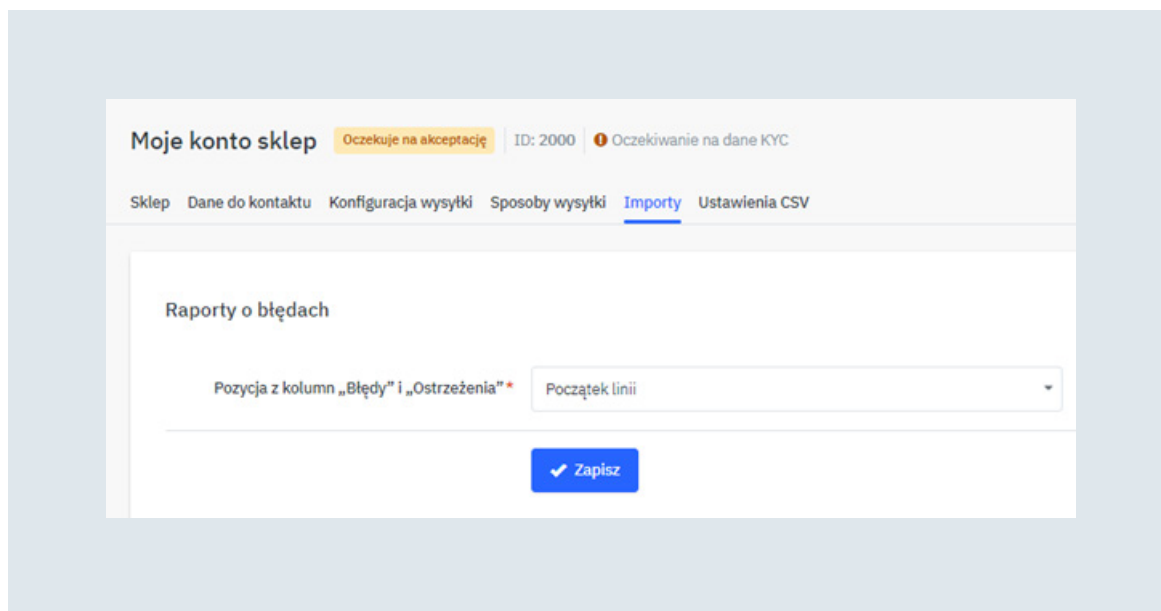 Moje konto sklep Oczekuje na akceptację ID: 2000 Oczekiwanie na dane KYC
Sklep Dane do kontaktu Konfiguracja wysyłki Sposoby wysyłki Importy Ustawienia CSV
Raporty o błędach
Pozycja z kolumn „Błędy” i „Ostrzeżenia”* Początek linii
Zapisz